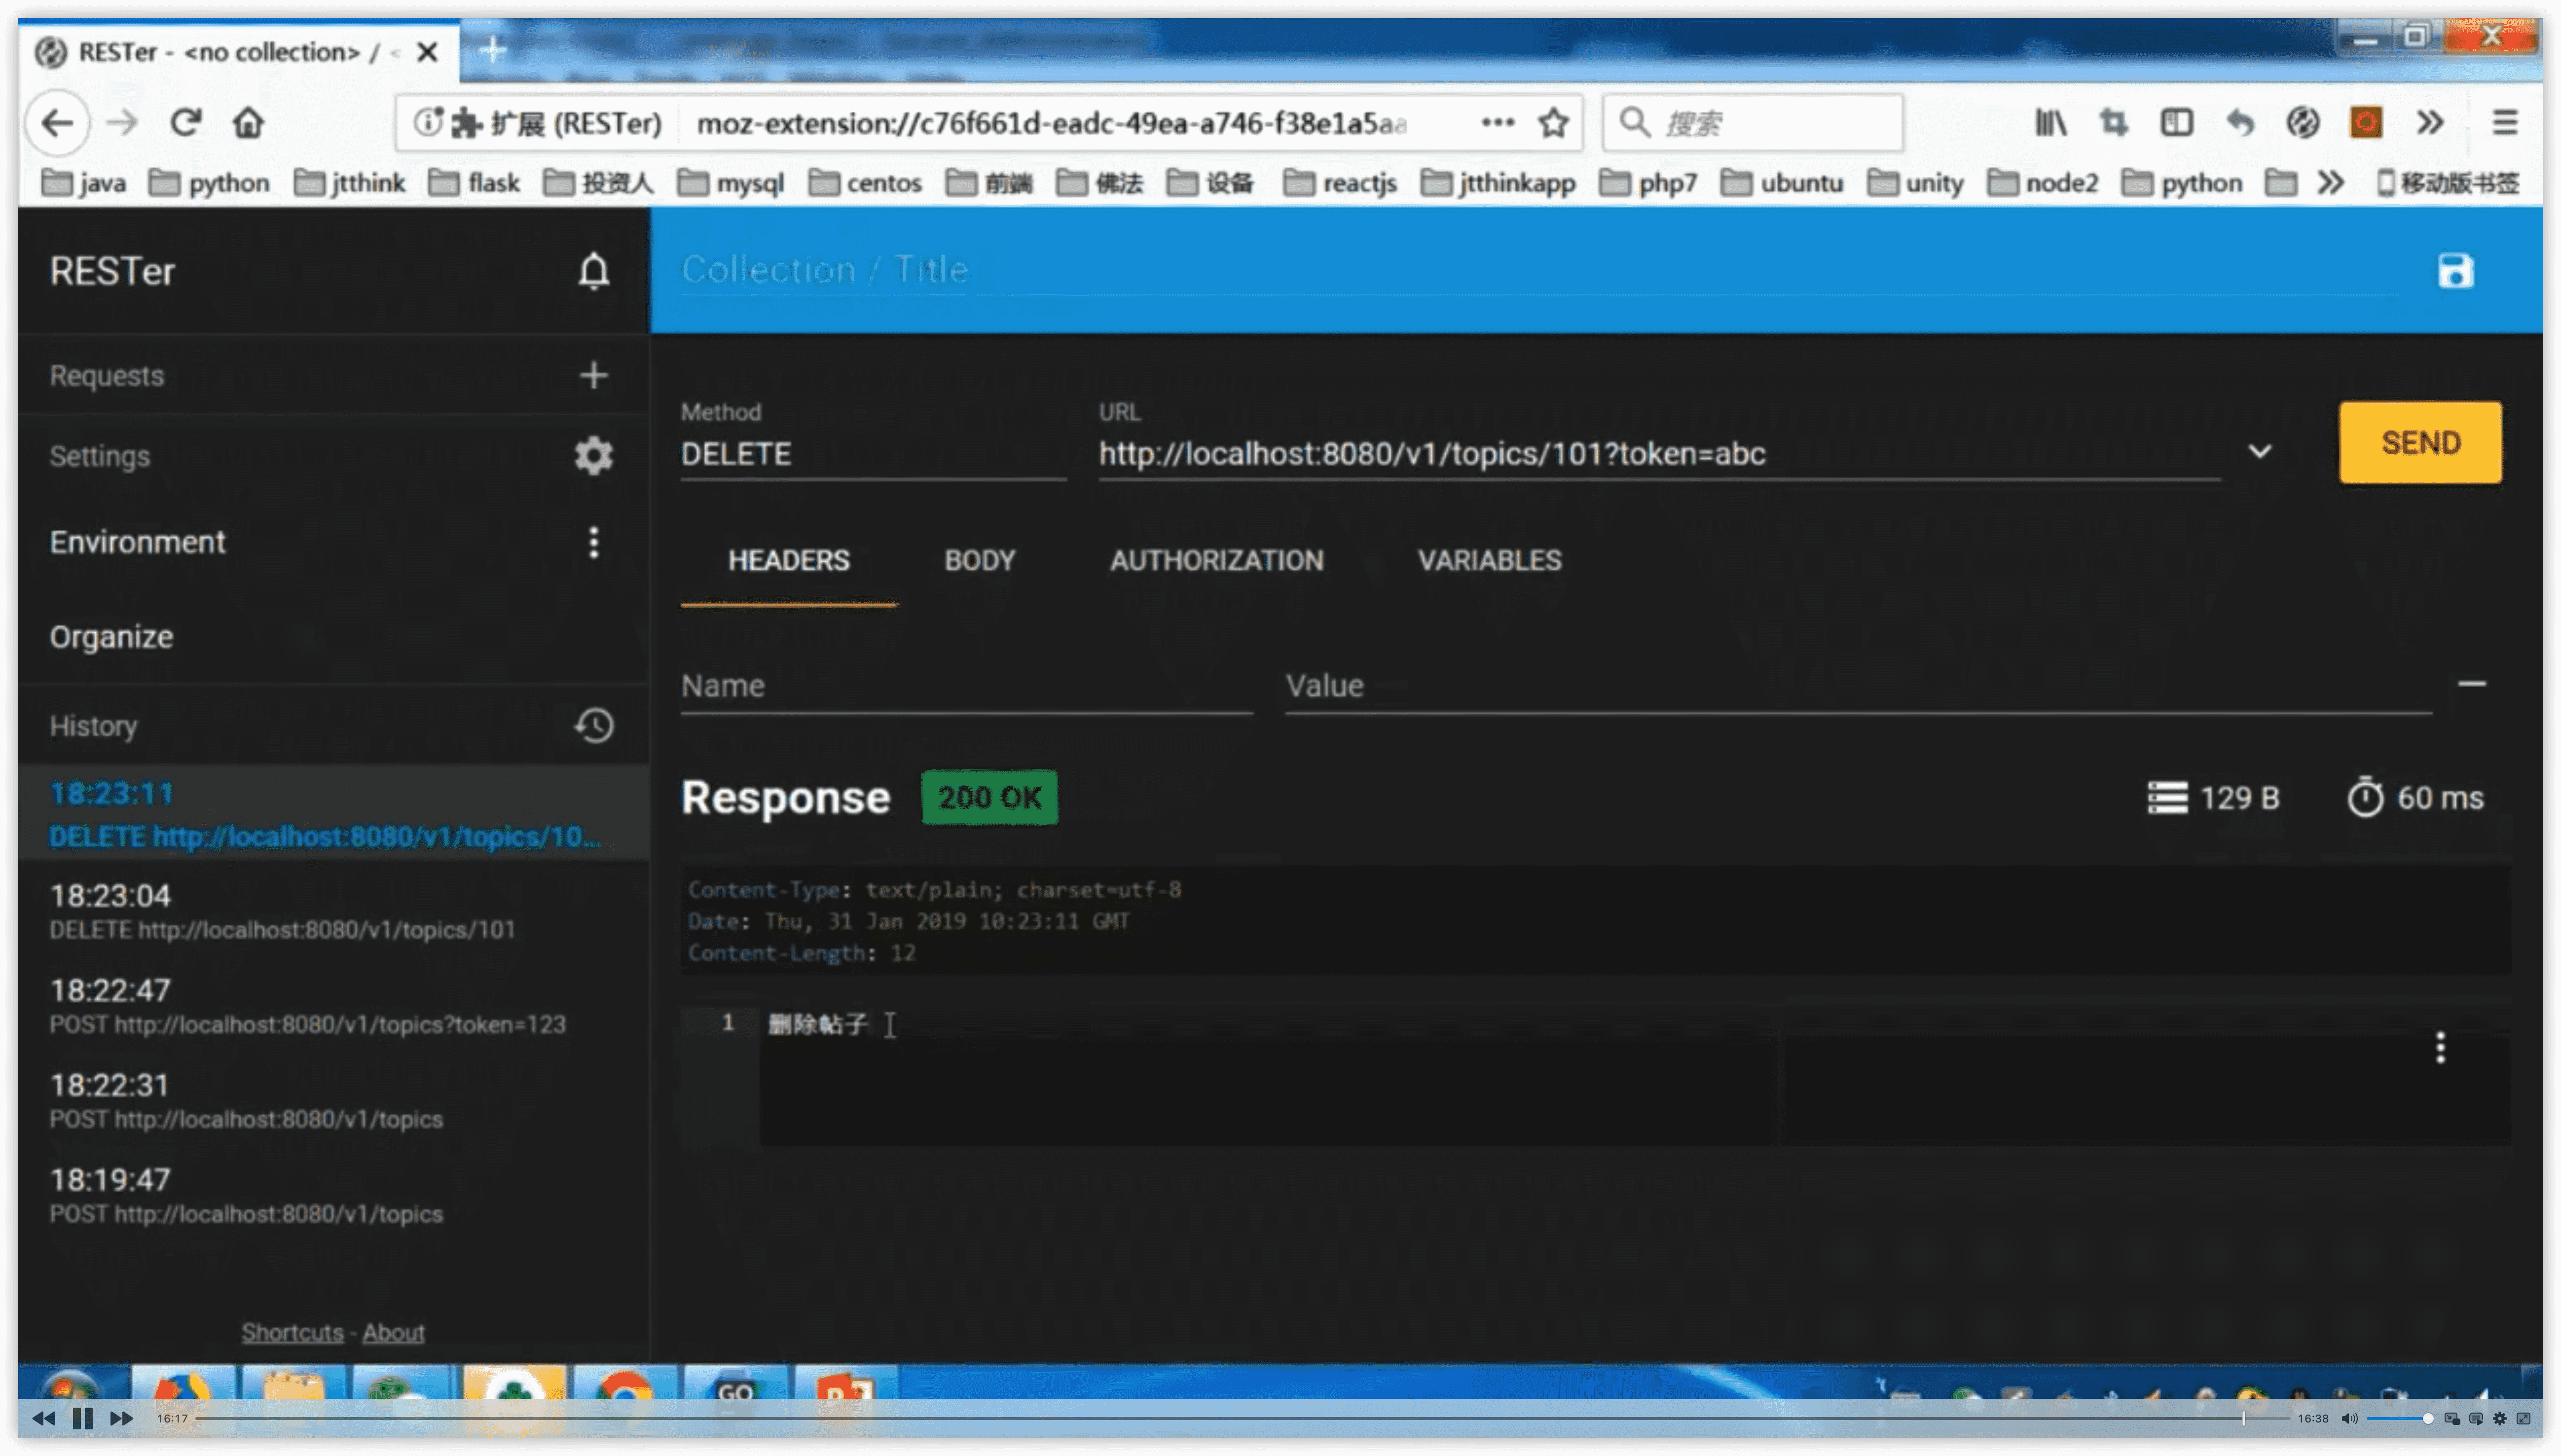 RESTer - <no collection> / <
扩展 (RESTer) moz-extension://c76f661d-eadc-49ea-a746-f38e1a5aa
搜索
java python jtthink flask 投资人 mysql centos 前端 佛法 设备 reactjs jtthinkapp php7 ubuntu unity node2 python 移动版书签
RESTer
Collection / Title
Requests
Settings
Environment
Organize
History
18:23:11
DELETE http://localhost:8080/v1/topics/10...
18:23:04
DELETE http://localhost:8080/v1/topics/101
18:22:47
POST http://localhost:8080/v1/topics?token=123
18:22:31
POST http://localhost:8080/v1/topics
18:19:47
POST http://localhost:8080/v1/topics
Shortcuts - About
Method
DELETE
URL
http://localhost:8080/v1/topics/101?token=abc
SEND
HEADERS BODY AUTHORIZATION VARIABLES
Name Value
Response 200 OK 129 B 60 ms
Content-Type: text/plain; charset=utf-8
Date: Thu, 31 Jan 2019 10:23:11 GMT
Content-Length: 12
1 删除帖子
GO
16:17 16:38